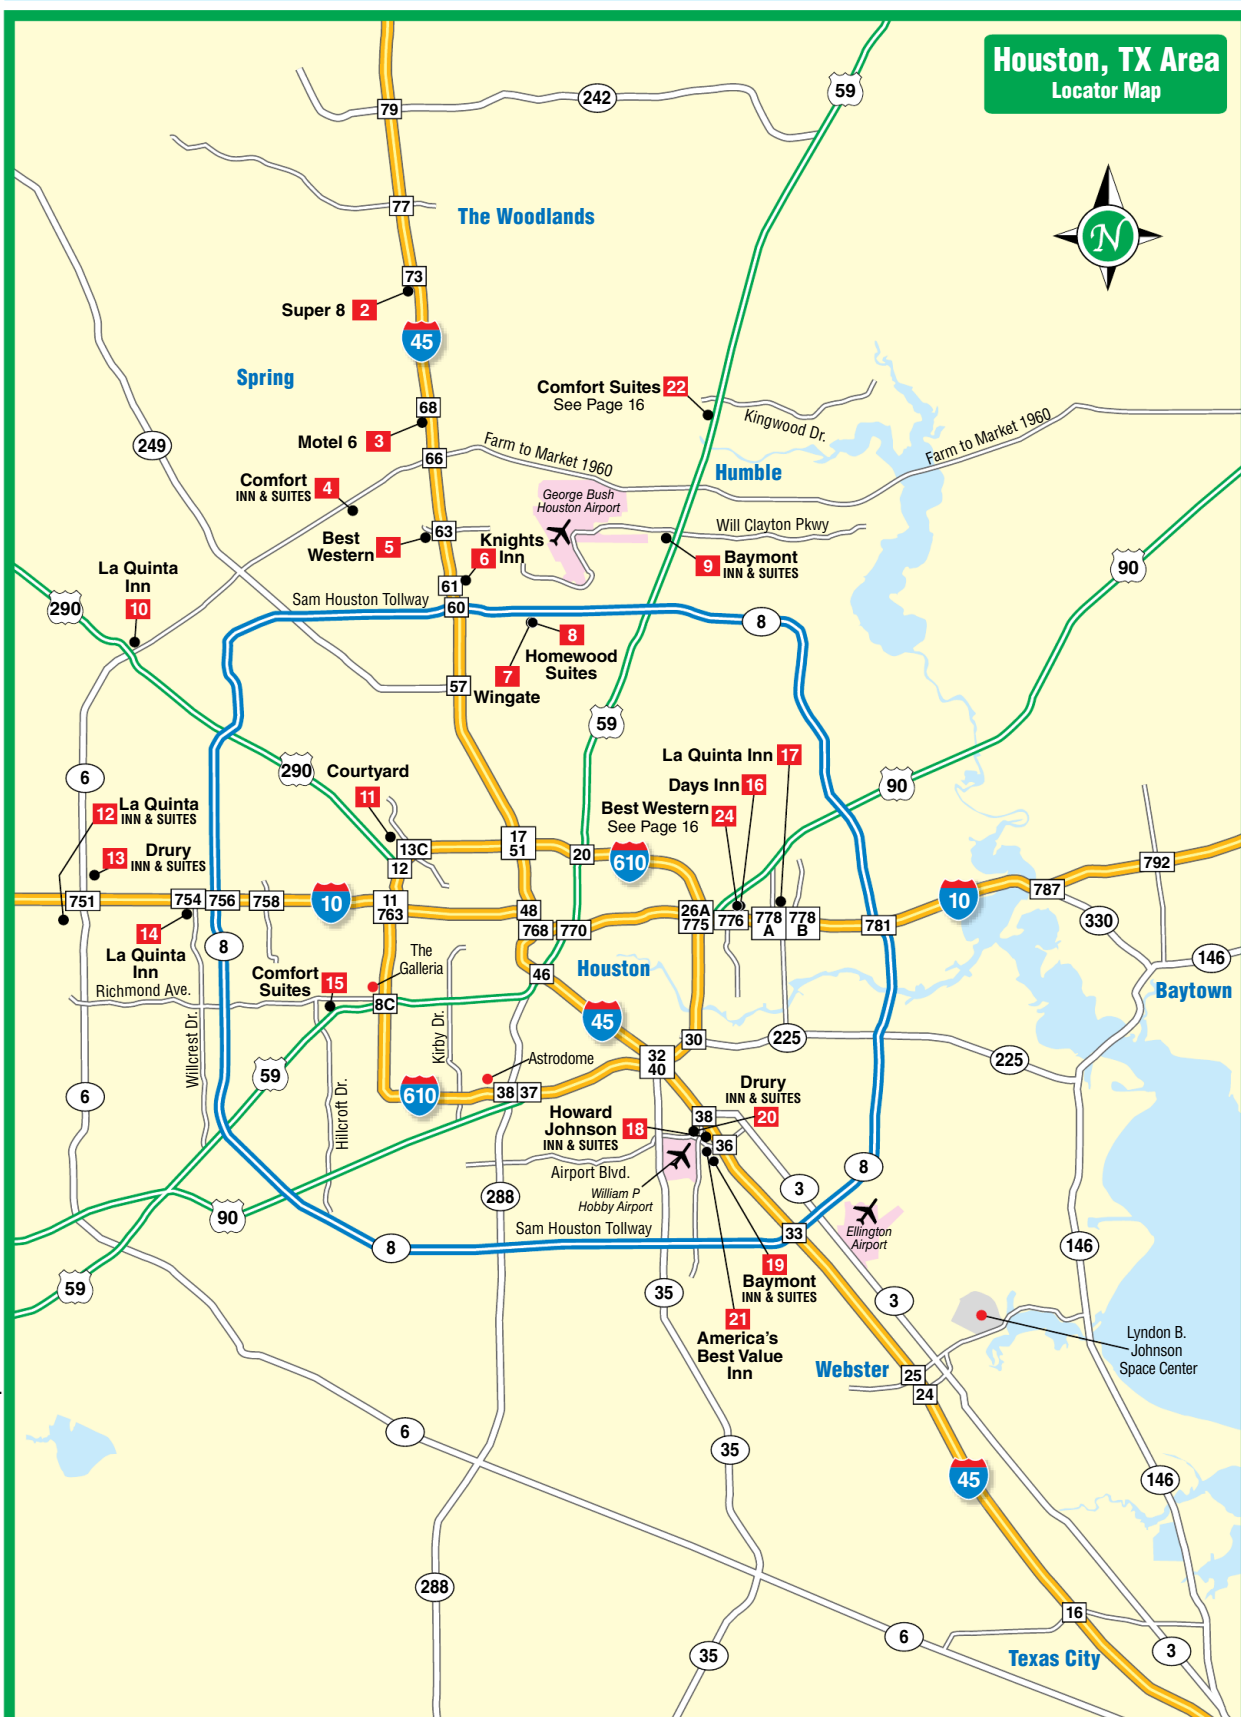 Houston, TX Area
Locator Map
59
242
79
N
77
The Woodlands
73
Super 8 2
45
Spring
68
Comfort Suites 22
See Page 16
Kingwood Dr.
Farm to Market 1960
Motel 6 3
249
66
Farm to Market 1960
Humble
Comfort
INN & SUITES 4
George Bush
Houston Airport
63
Will Clayton Pkwy
Best
Western 5
Knights
Inn 6
9 Baymont
INN & SUITES
90
La Quinta
Inn
10
61
290
Sam Houston Tollway
60
8
8
Homewood
Suites
7
Wingate
57
59
La Quinta Inn 17
290
Courtyard
11
Days Inn 16
90
12 La Quinta
INN & SUITES
6
Best Western 24
See Page 16
13 Drury
INN & SUITES
13C
17
51
20
610
12
792
751
754
756
758
10
11
763
48
26A
775
776
778
A
778
B
781
10
787
768
770
330
14
La Quinta
Inn
8
The
Galleria
Houston
46
146
Comfort
Suites 15
Richmond Ave.
8C
Baytown
Willcrest Dr.
Kirby Dr.
45
30
225
225
59
Hillcroft Dr.
Astrodome
32
40
6
610
38
37
Drury
INN & SUITES
20
Howard
Johnson
INN & SUITES
18
38
36
Airport Blvd.
William P
Hobby Airport
8
3
288
90
Sam Houston Tollway
33
Ellington
Airport
8
146
19
Baymont
INN & SUITES
59
35
3
21
America's
Best Value
Inn
Lyndon B.
Johnson
Space Center
Webster
25
24
6
35
45
146
288
16
6
3
35
Texas City